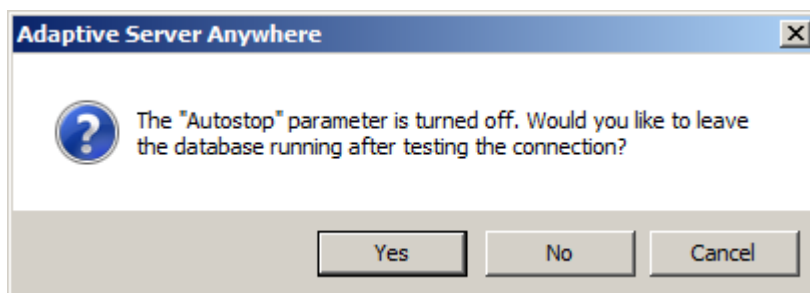 Adaptive Server Anywhere
The "Autostop" parameter is turned off. Would you like to leave
the database running after testing the connection?
Yes
No
Cancel